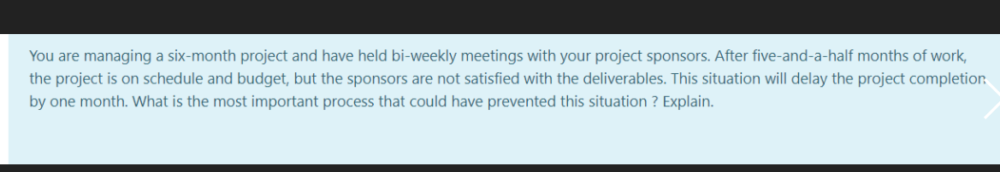 You are managing a six-month project and have held bi-weekly meetings with your project sponsors. After five-and-a-half months of work,
the project is on schedule and budget, but the sponsors are not satisfied with the deliverables. This situation will delay the project completion
by one month. What is the most important process that could have prevented this situation ? Explain.